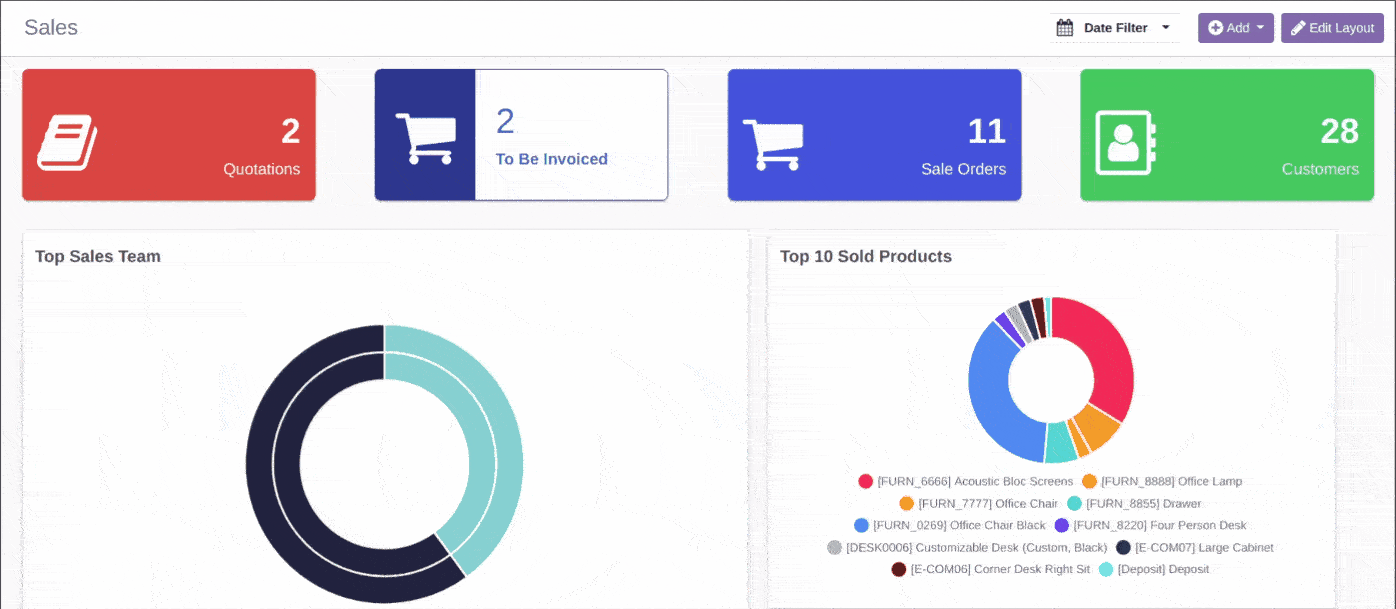 Sales
Date Filter
Add
Edit Layout
2
Quotations
2
To Be Invoiced
11
Sale Orders
28
Customers
Top Sales Team
Top 10 Sold Products
[FURN_6666] Acoustic Bloc Screens [FURN_8888] Office Lamp
[FURN_7777] Office Chair [FURN_8855] Drawer
[FURN_0269] Office Chair Black [FURN_8220] Four Person Desk
[DESK0006] Customizable Desk (Custom, Black) [E-COM07] Large Cabinet
[E-COM06] Corner Desk Right Sit [Deposit] Deposit